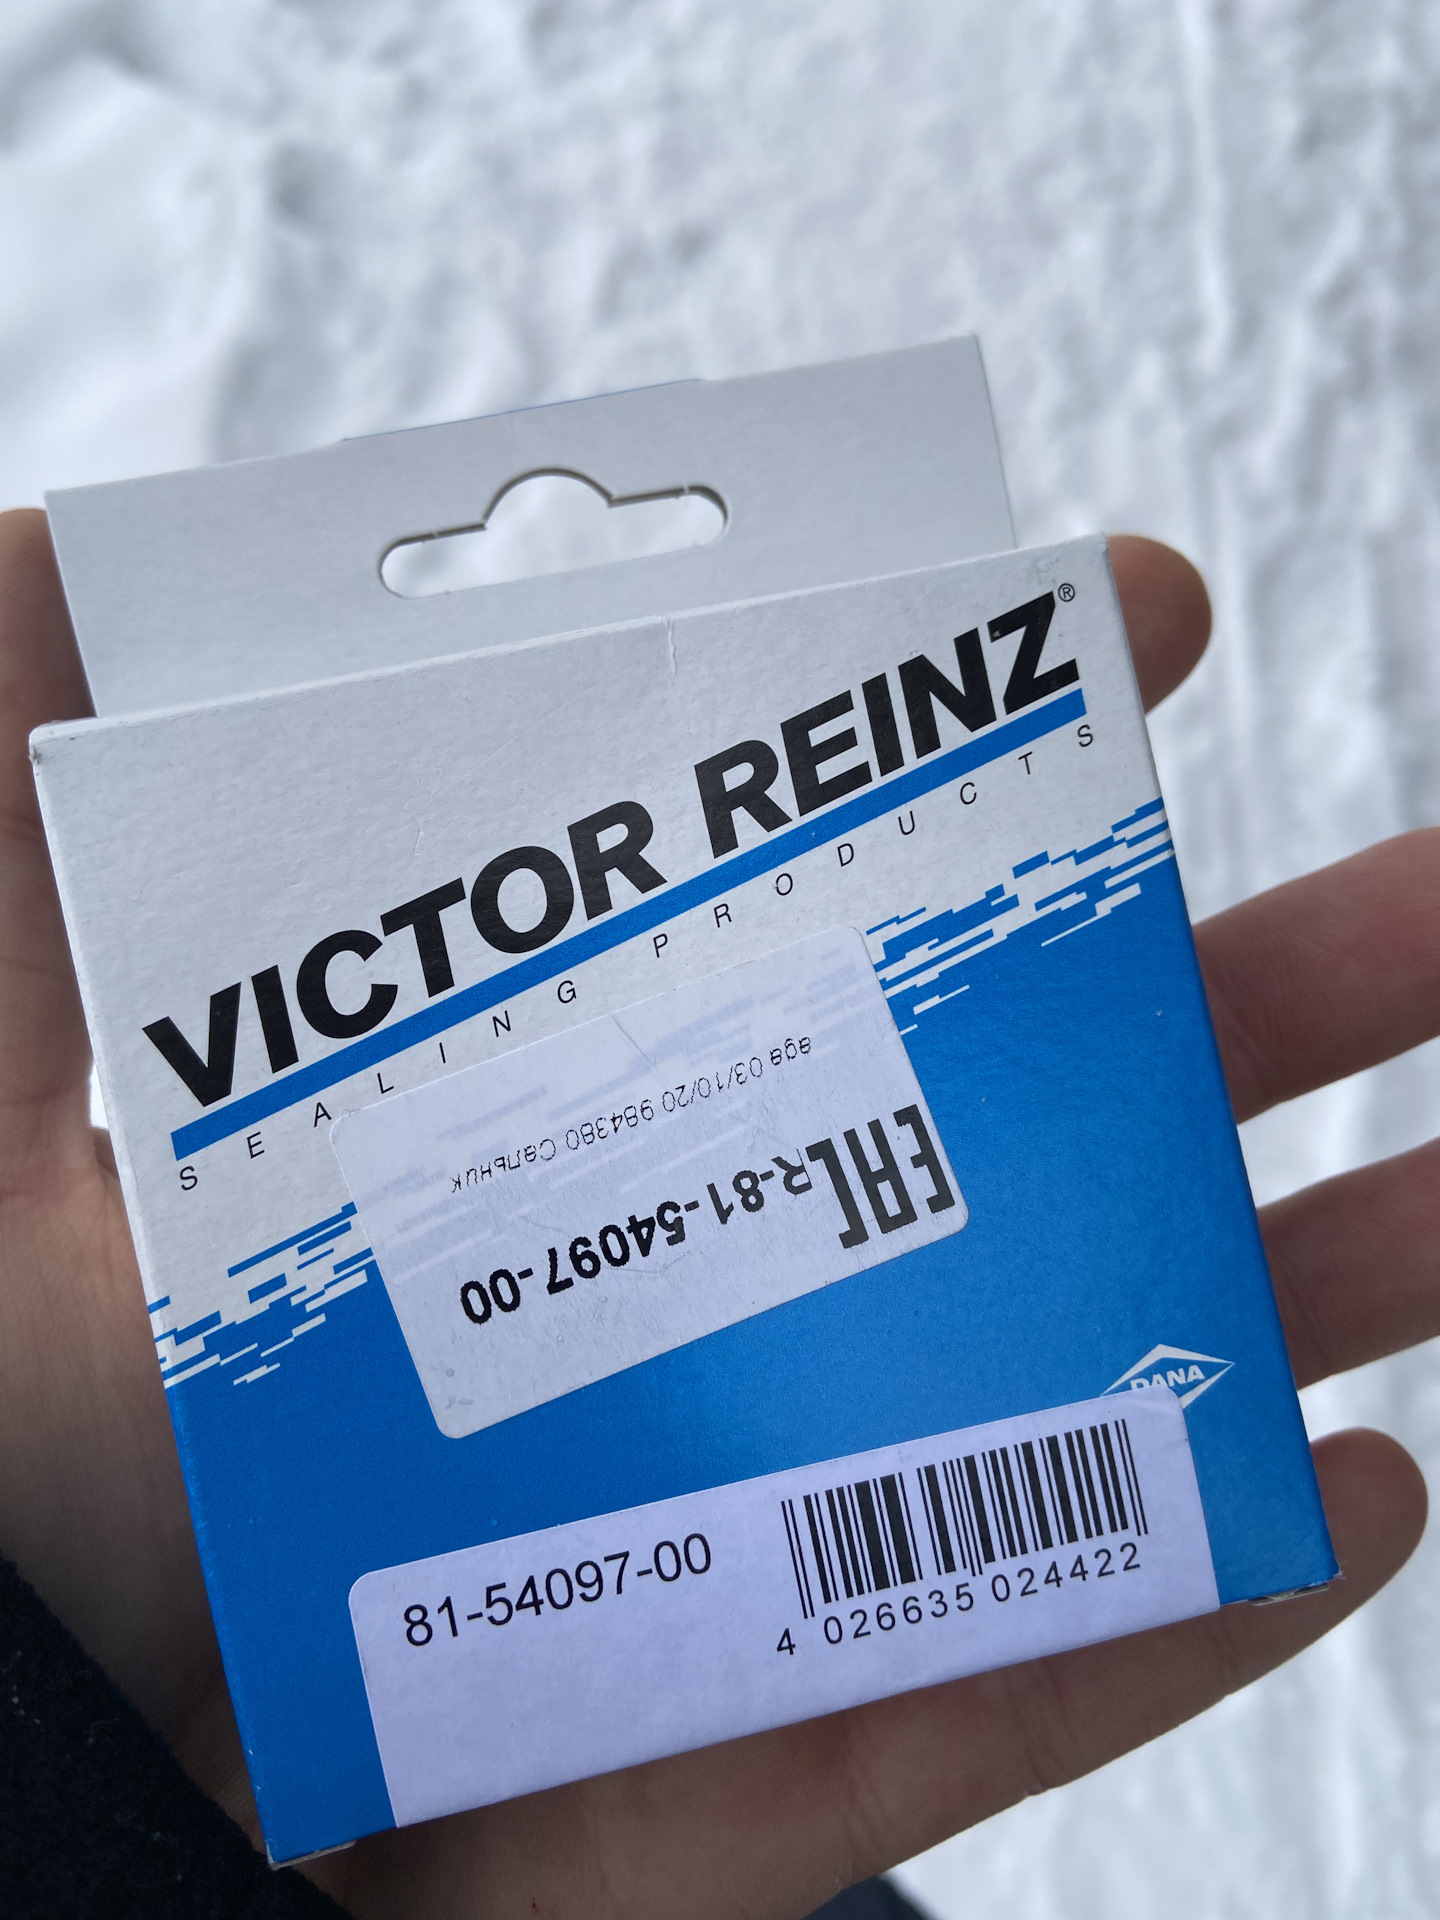 VICTOR REINZ®
SEALING PRODUCTS
aga 03/10/20 984380 Сальник
EAC R-81-54097-00
DANA
81-54097-00
4 026635 024422